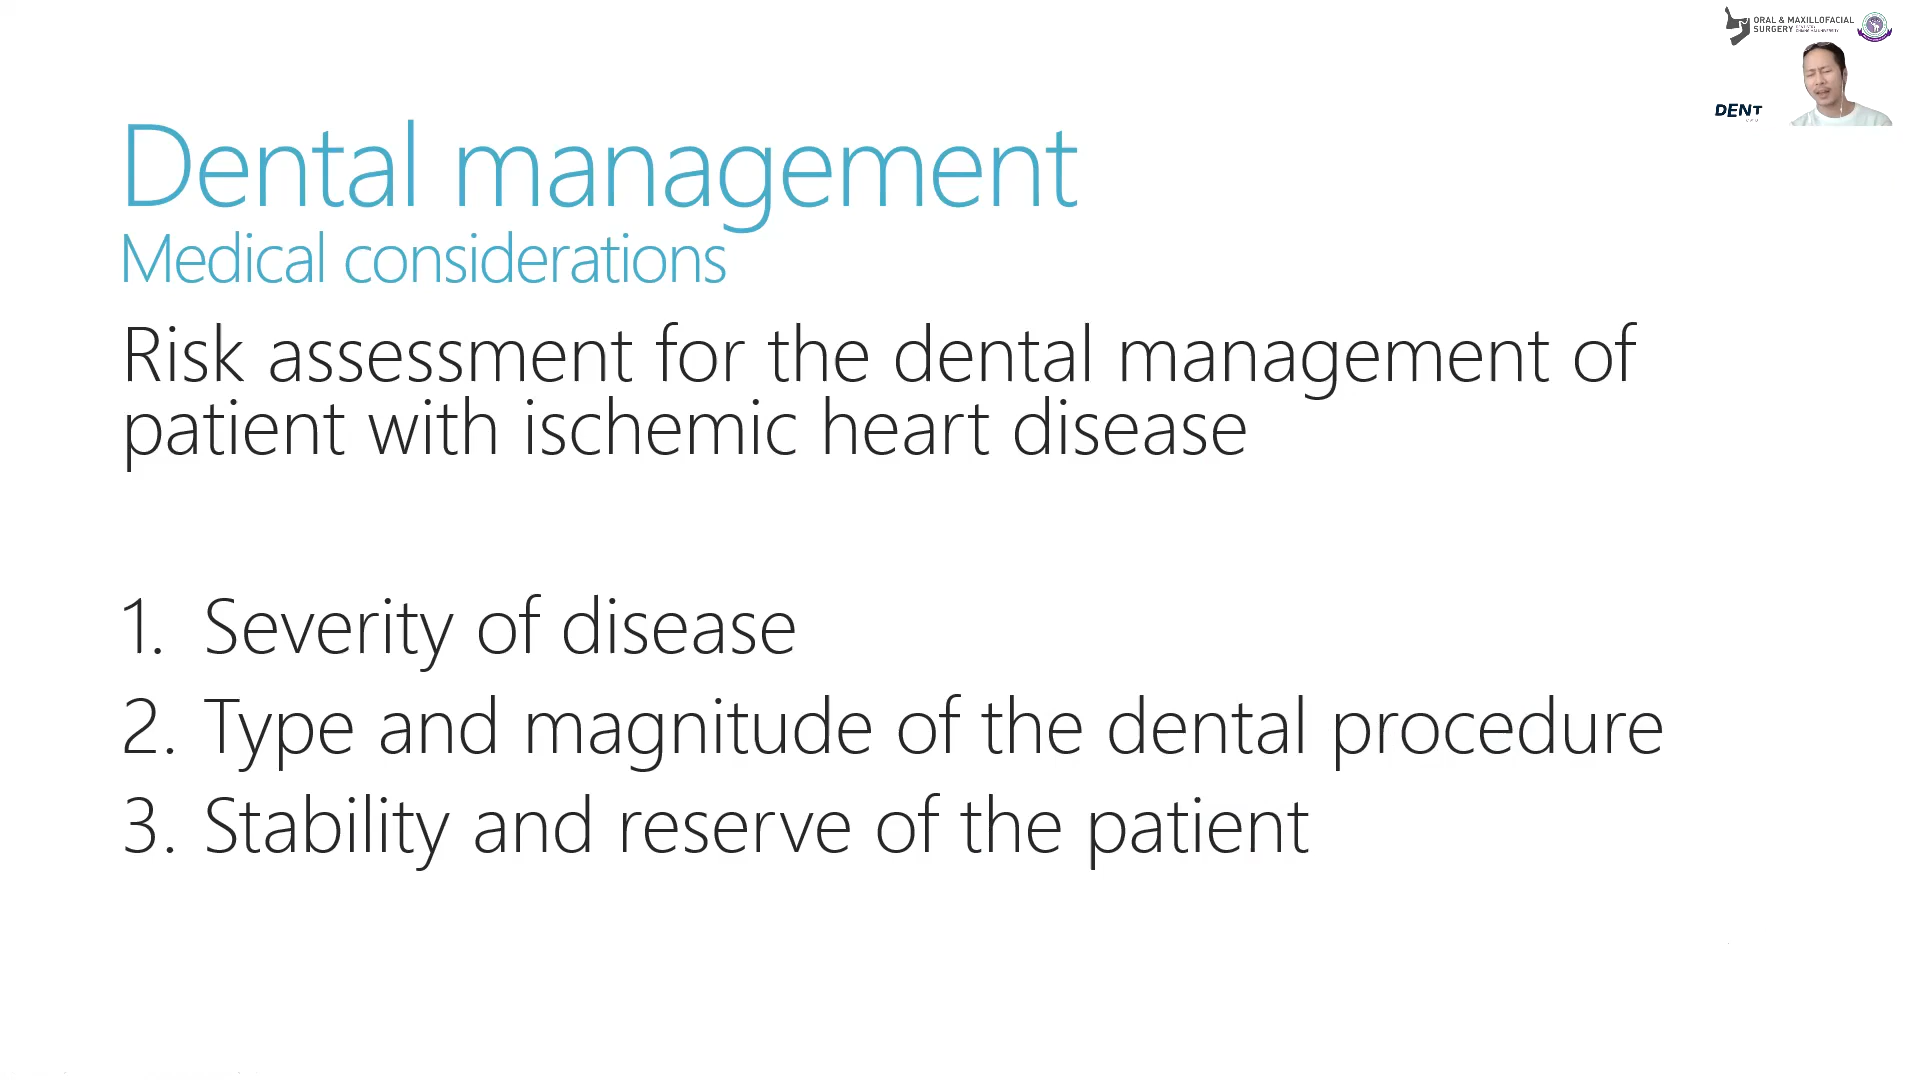 ORAL & MAXILLOFACIAL
SURGERY
DENT
Dental management
Medical considerations
Risk assessment for the dental management of
patient with ischemic heart disease
1. Severity of disease
2. Type and magnitude of the dental procedure
3. Stability and reserve of the patient